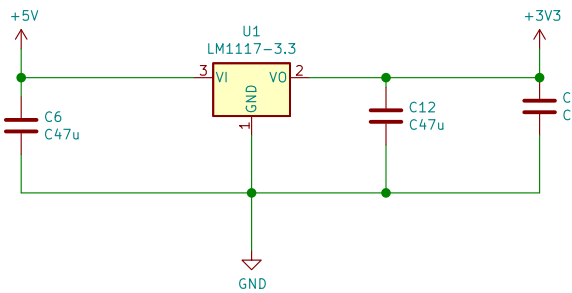 +5V
+3V3
U1
LM1117-3.3
3
VI
VO
2
GND
1
C6
C47u
C12
C47u
C
C
GND